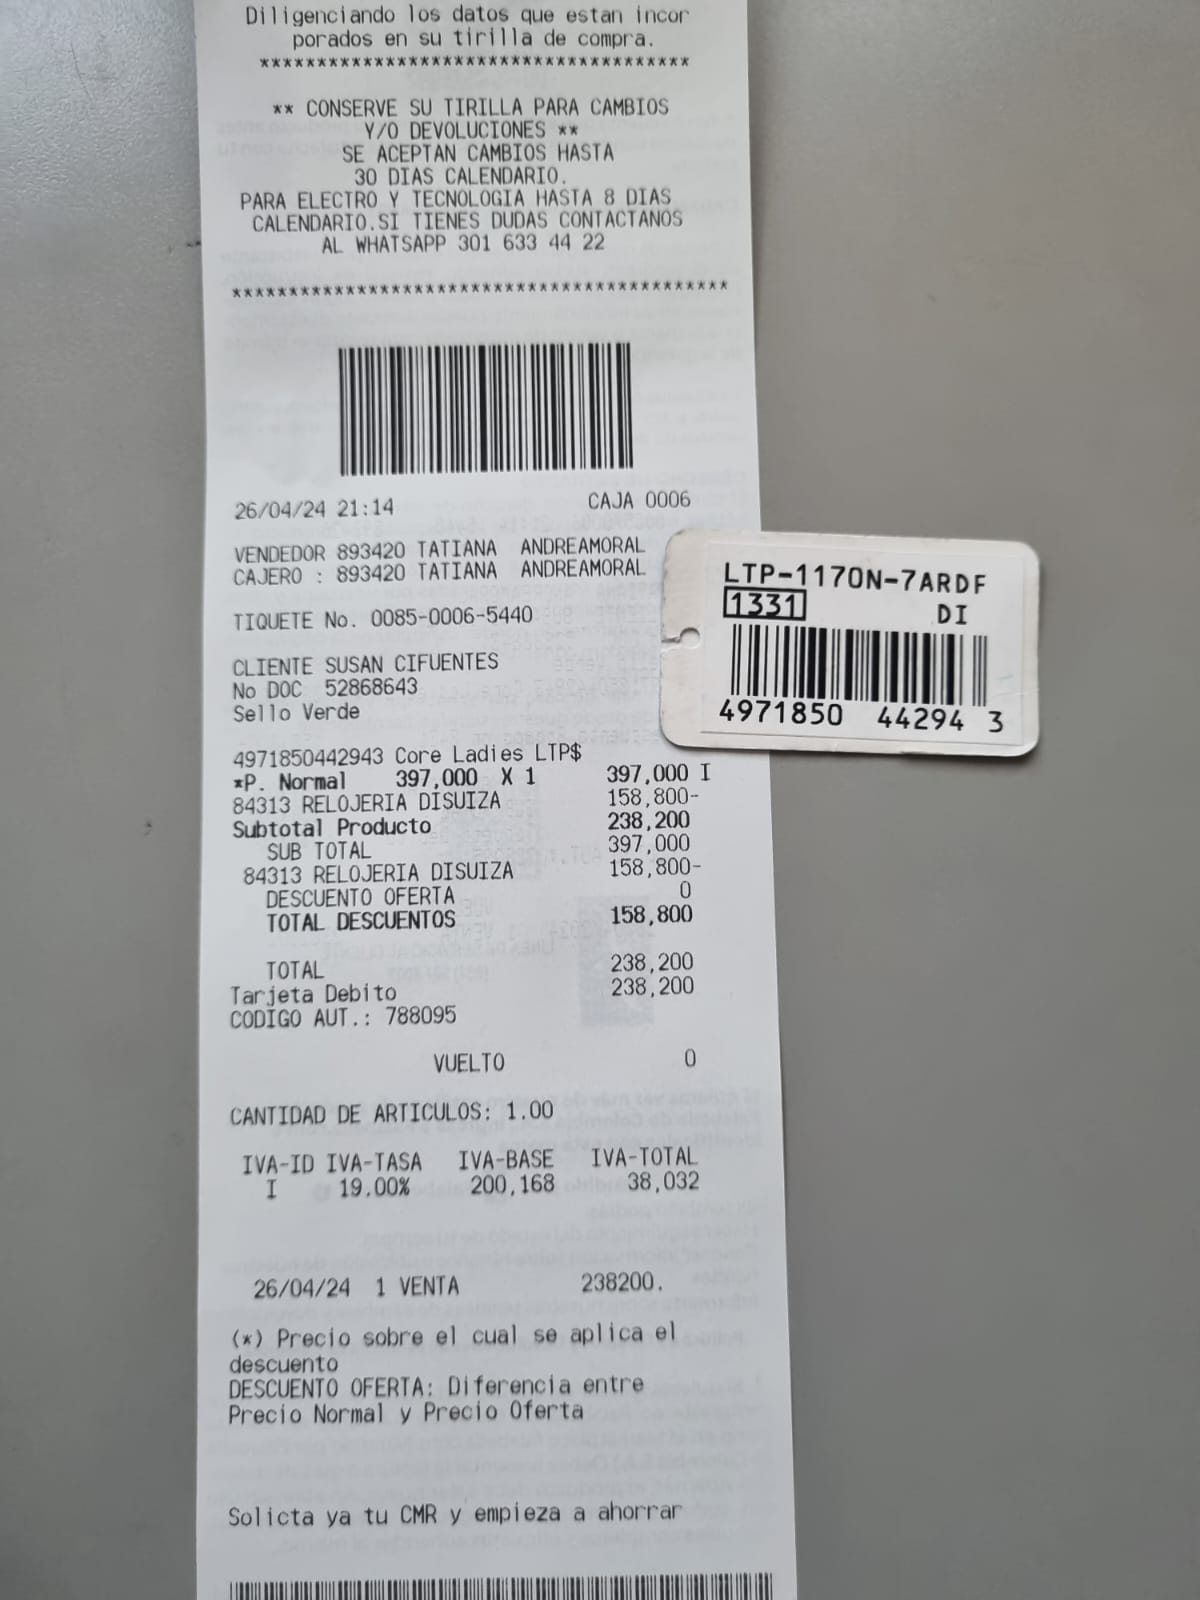 Diligenciando los datos que estan incor
porados en su tirilla de compra.
*************************************
** CONSERVE SU TIRILLA PARA CAMBIOS
Y/O DEVOLUCIONES **
SE ACEPTAN CAMBIOS HASTA
30 DIAS CALENDARIO.
PARA ELECTRO Y TECNOLOGIA HASTA 8 DIAS
CALENDARIO.SI TIENES DUDAS CONTACTANOS
AL WHATSAPP 301 633 44 22
*******************************************
26/04/24 21:14 CAJA 0006
VENDEDOR 893420 TATIANA ANDREAMORAL
CAJERO : 893420 TATIANA ANDREAMORAL
TIQUETE No. 0085-0006-5440
CLIENTE SUSAN CIFUENTES
No DOC 52868643
Sello Verde
4971850442943 Core Ladies LTP$
*P. Normal 397,000 X 1 397,000 I
84313 RELOJERIA DISUIZA 158,800-
Subtotal Producto 238,200
SUB TOTAL 397,000
84313 RELOJERIA DISUIZA 158,800-
DESCUENTO OFERTA 0
TOTAL DESCUENTOS 158,800
TOTAL 238,200
Tarjeta Debito 238,200
CODIGO AUT.: 788095
VUELTO 0
CANTIDAD DE ARTICULOS: 1.00
IVA-ID IVA-TASA IVA-BASE IVA-TOTAL
I 19.00% 200,168 38,032
26/04/24 1 VENTA 238200.
(*) Precio sobre el cual se aplica el
descuento
DESCUENTO OFERTA: Diferencia entre
Precio Normal y Precio Oferta
Solicta ya tu CMR y empieza a ahorrar
LTP-1170N-7ARDF
1331 DI
4971850 44294 3